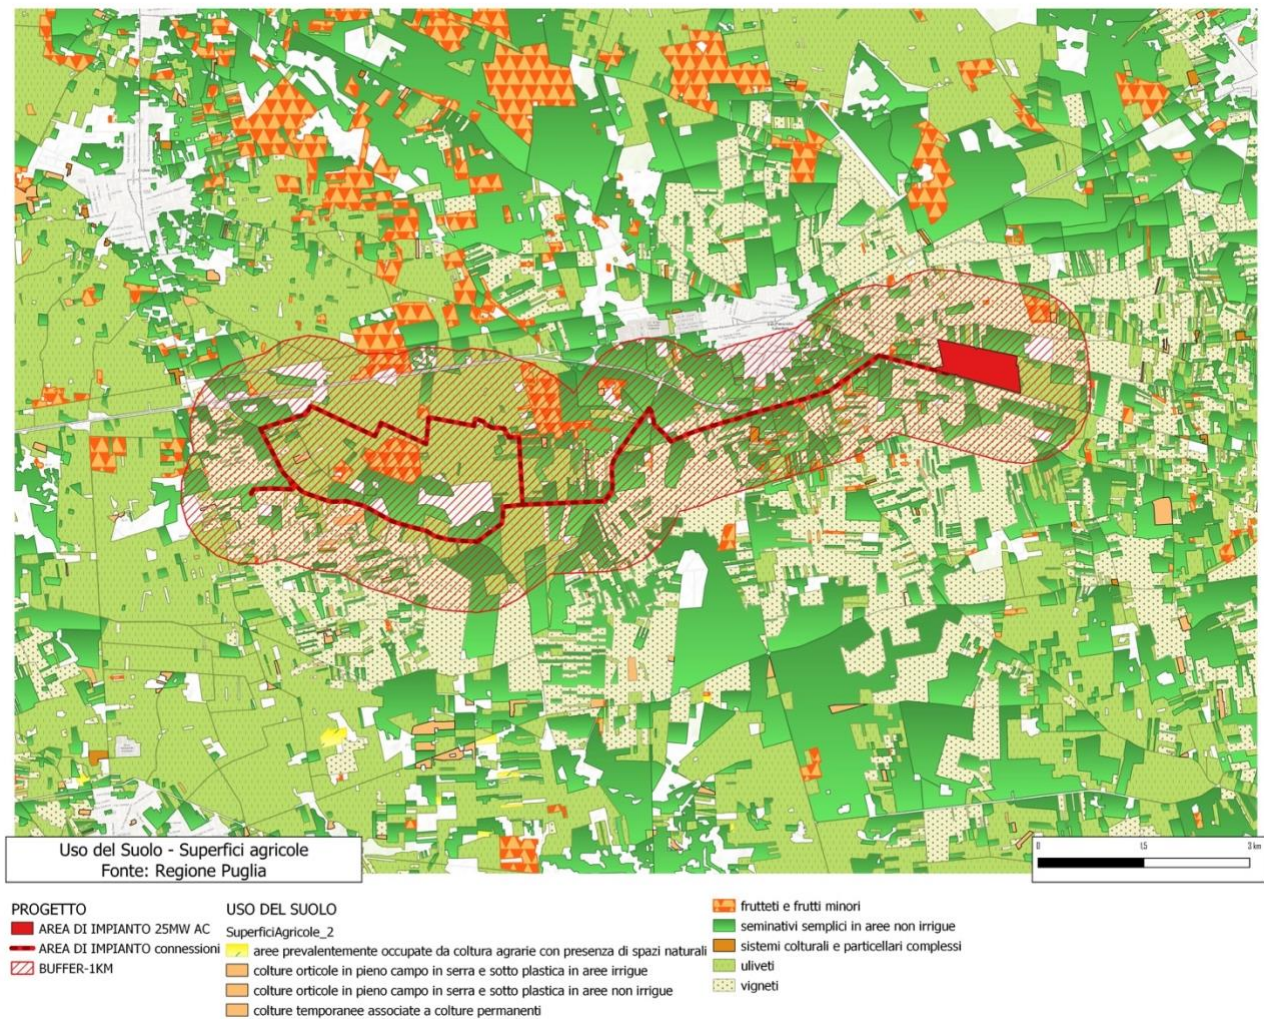 Uso del Suolo - Superfici agricole
Fonte: Regione Puglia
0 1,5 3 km
PROGETTO
AREA DI IMPIANTO 25MW AC
AREA DI IMPIANTO connessioni
BUFFER-1KM
USO DEL SUOLO
SuperficiAgricole_2
aree prevalentemente occupate da coltura agrarie con presenza di spazi naturali
colture orticole in pieno campo in serra e sotto plastica in aree irrigue
colture orticole in pieno campo in serra e sotto plastica in aree non irrigue
colture temporanee associate a colture permanenti
frutteti e frutti minori
seminativi semplici in aree non irrigue
sistemi colturali e particellari complessi
uliveti
vigneti